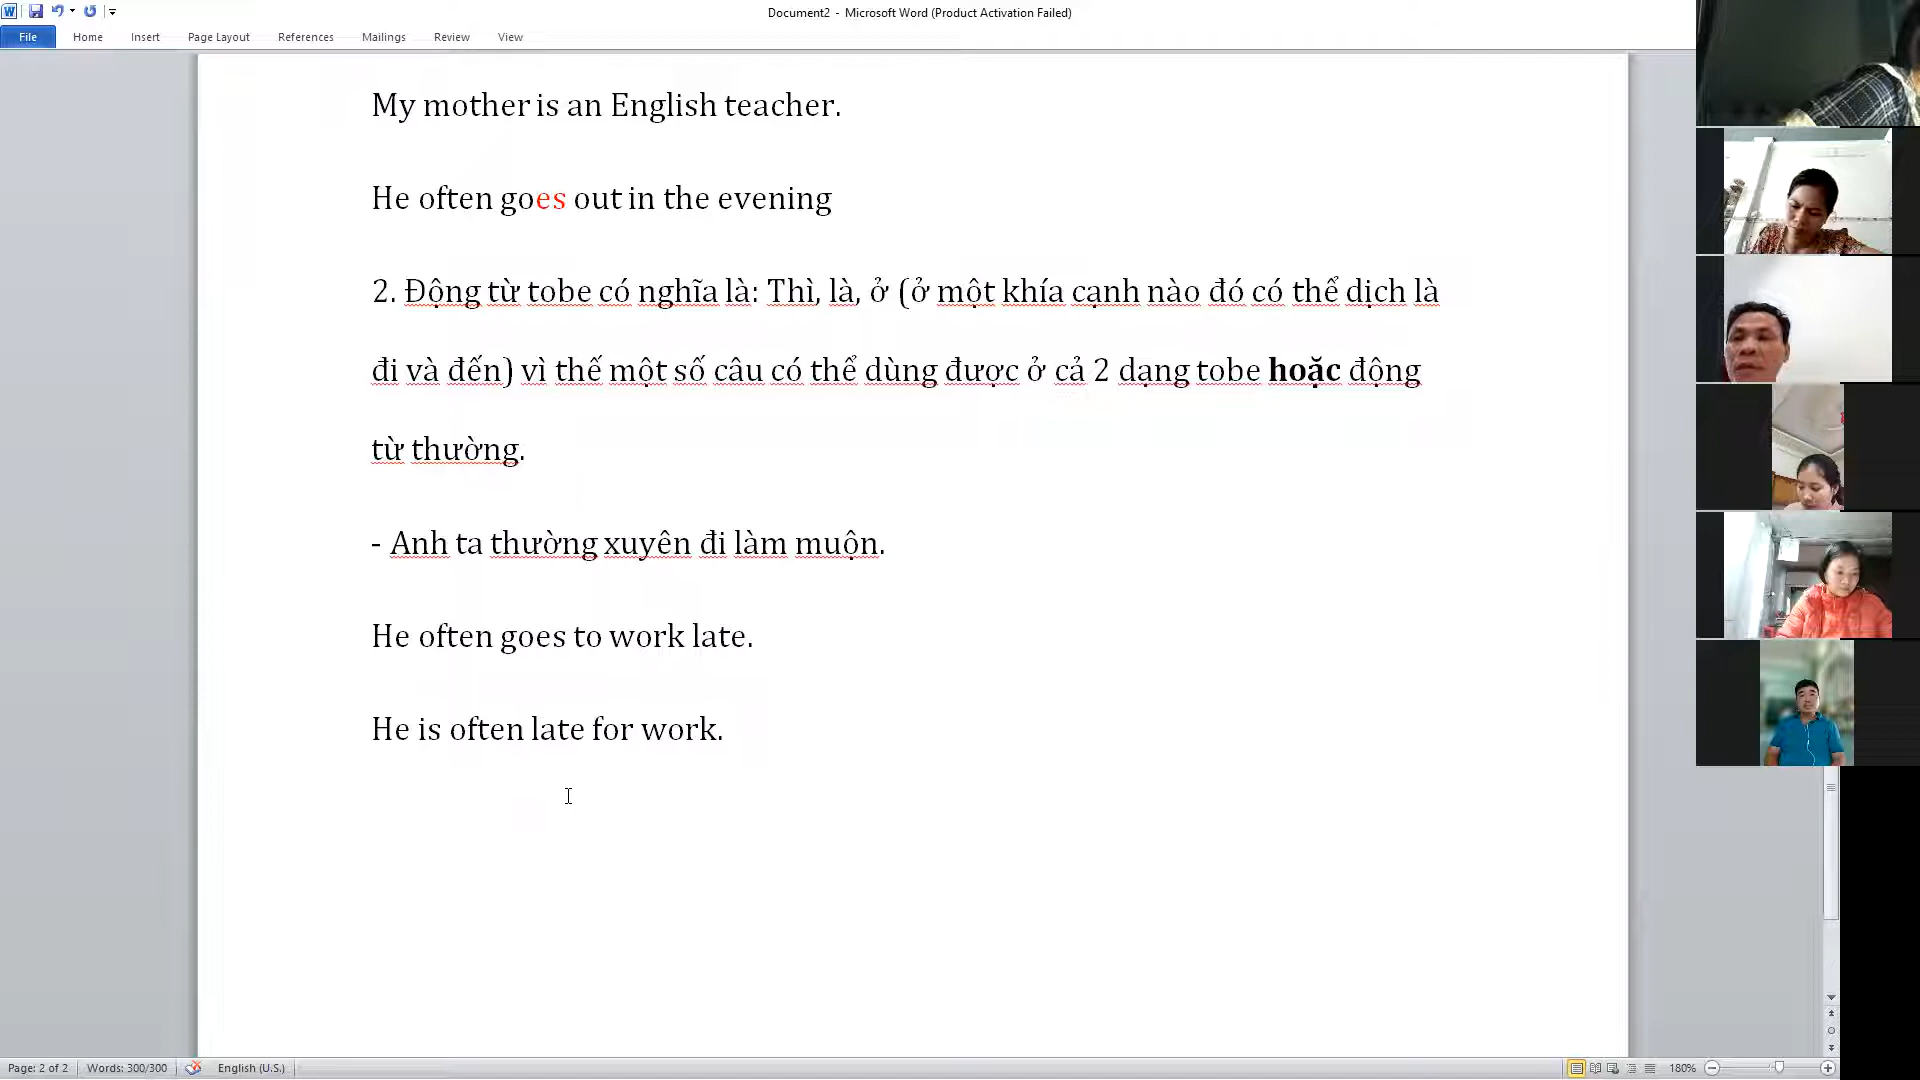 Document2 - Microsoft Word (Product Activation Failed)
File Home Insert Page Layout References Mailings Review View
My mother is an English teacher.
He often goes out in the evening
2. Động từ tobe có nghĩa là: Thì, là, ở (ở một khía cạnh nào đó có thể dịch là
đi và đến) vì thế một số câu có thể dùng được ở cả 2 dạng tobe hoặc động
từ thường.
- Anh ta thường xuyên đi làm muộn.
He often goes to work late.
He is often late for work.
Page: 2 of 2 Words: 300/300 English (U.S.) 180%